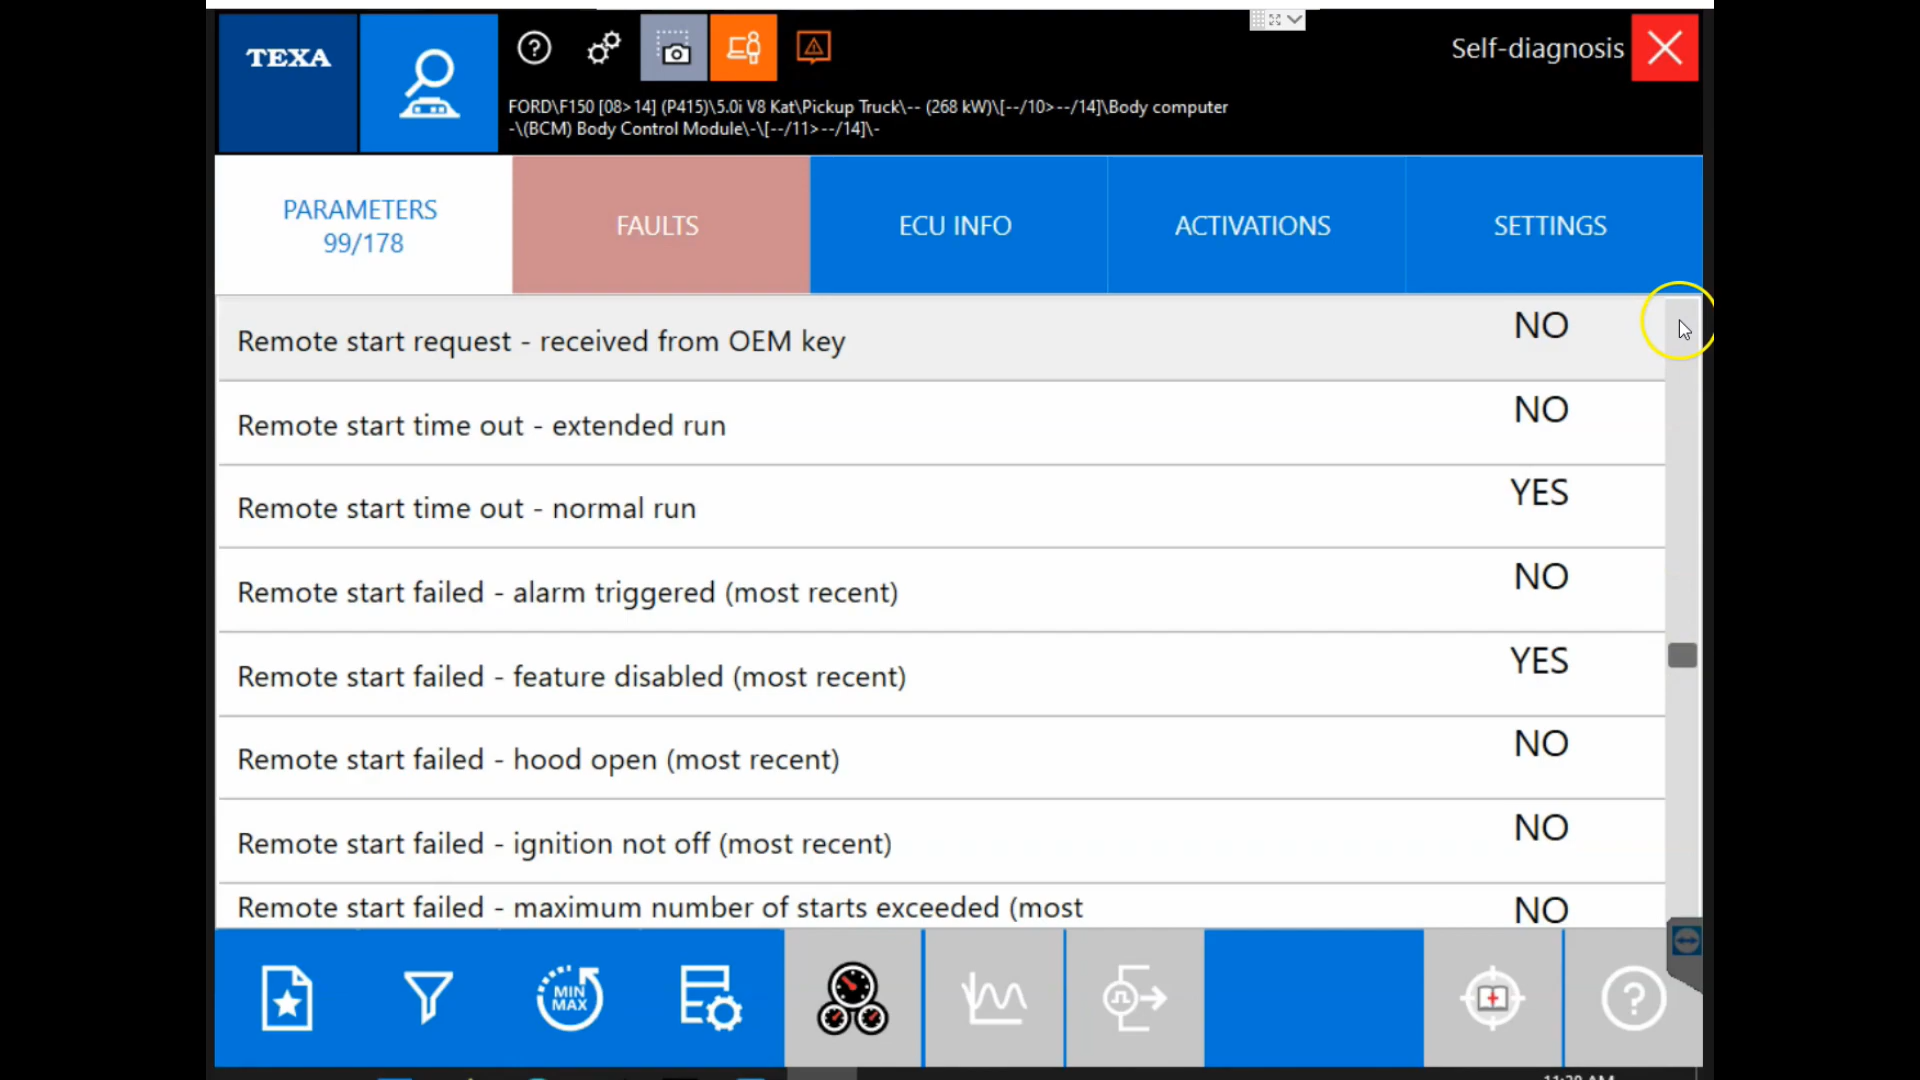 TEXA
Self-diagnosis
FORD\F150 [08>14] (P415)\5.0i V8 Kat\Pickup Truck\-- (268 kW)\[--/10>--/14]\Body computer
-\(BCM) Body Control Module\-\[--/11>--/14]\-
PARAMETERS
99/178
FAULTS
ECU INFO
ACTIVATIONS
SETTINGS
Remote start request - received from OEM key NO
Remote start time out - extended run NO
Remote start time out - normal run YES
Remote start failed - alarm triggered (most recent) NO
Remote start failed - feature disabled (most recent) YES
Remote start failed - hood open (most recent) NO
Remote start failed - ignition not off (most recent) NO
Remote start failed - maximum number of starts exceeded (most NO
MIN
MAX